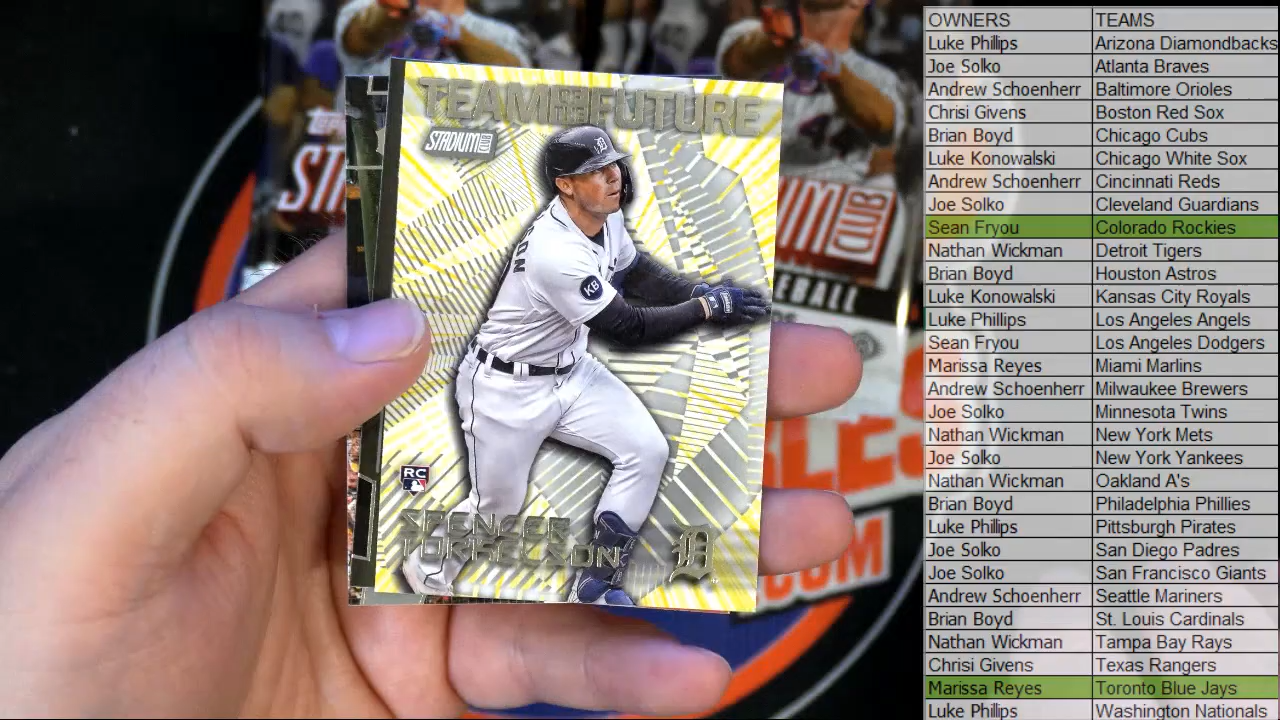 TEAM OF THE FUTURE
STADIUM CLUB
KB
RC
SPENCER
TORKELSON
TOPPS
BASEBALL
.COM
OWNERS TEAMS
Luke Phillips Arizona Diamondbacks
Joe Solko Atlanta Braves
Andrew Schoenherr Baltimore Orioles
Chrisi Givens Boston Red Sox
Brian Boyd Chicago Cubs
Luke Konowalski Chicago White Sox
Andrew Schoenherr Cincinnati Reds
Joe Solko Cleveland Guardians
Sean Fryou Colorado Rockies
Nathan Wickman Detroit Tigers
Brian Boyd Houston Astros
Luke Konowalski Kansas City Royals
Luke Phillips Los Angeles Angels
Sean Fryou Los Angeles Dodgers
Marissa Reyes Miami Marlins
Andrew Schoenherr Milwaukee Brewers
Joe Solko Minnesota Twins
Nathan Wickman New York Mets
Joe Solko New York Yankees
Nathan Wickman Oakland A's
Brian Boyd Philadelphia Phillies
Luke Phillips Pittsburgh Pirates
Joe Solko San Diego Padres
Joe Solko San Francisco Giants
Andrew Schoenherr Seattle Mariners
Brian Boyd St. Louis Cardinals
Nathan Wickman Tampa Bay Rays
Chrisi Givens Texas Rangers
Marissa Reyes Toronto Blue Jays
Luke Phillips Washington Nationals